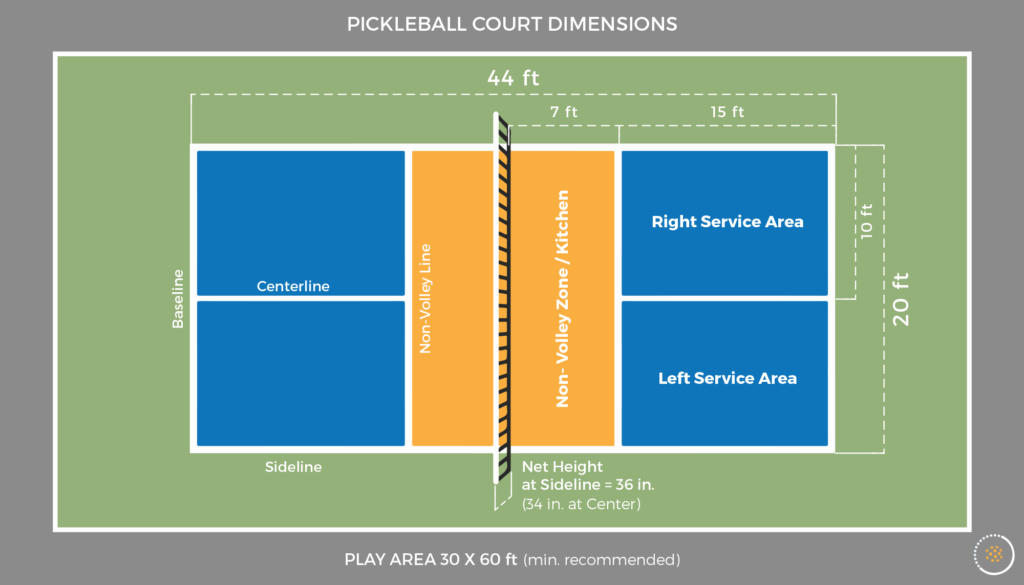 PICKLEBALL COURT DIMENSIONS
44 ft
7 ft
15 ft
Right Service Area
10 ft
20 ft
Non- Volley Zone / Kitchen
Non-Volley Line
Centerline
Baseline
Left Service Area
Sideline
Net Height
at Sideline = 36 in.
(34 in. at Center)
PLAY AREA 30 X 60 ft (min. recommended)